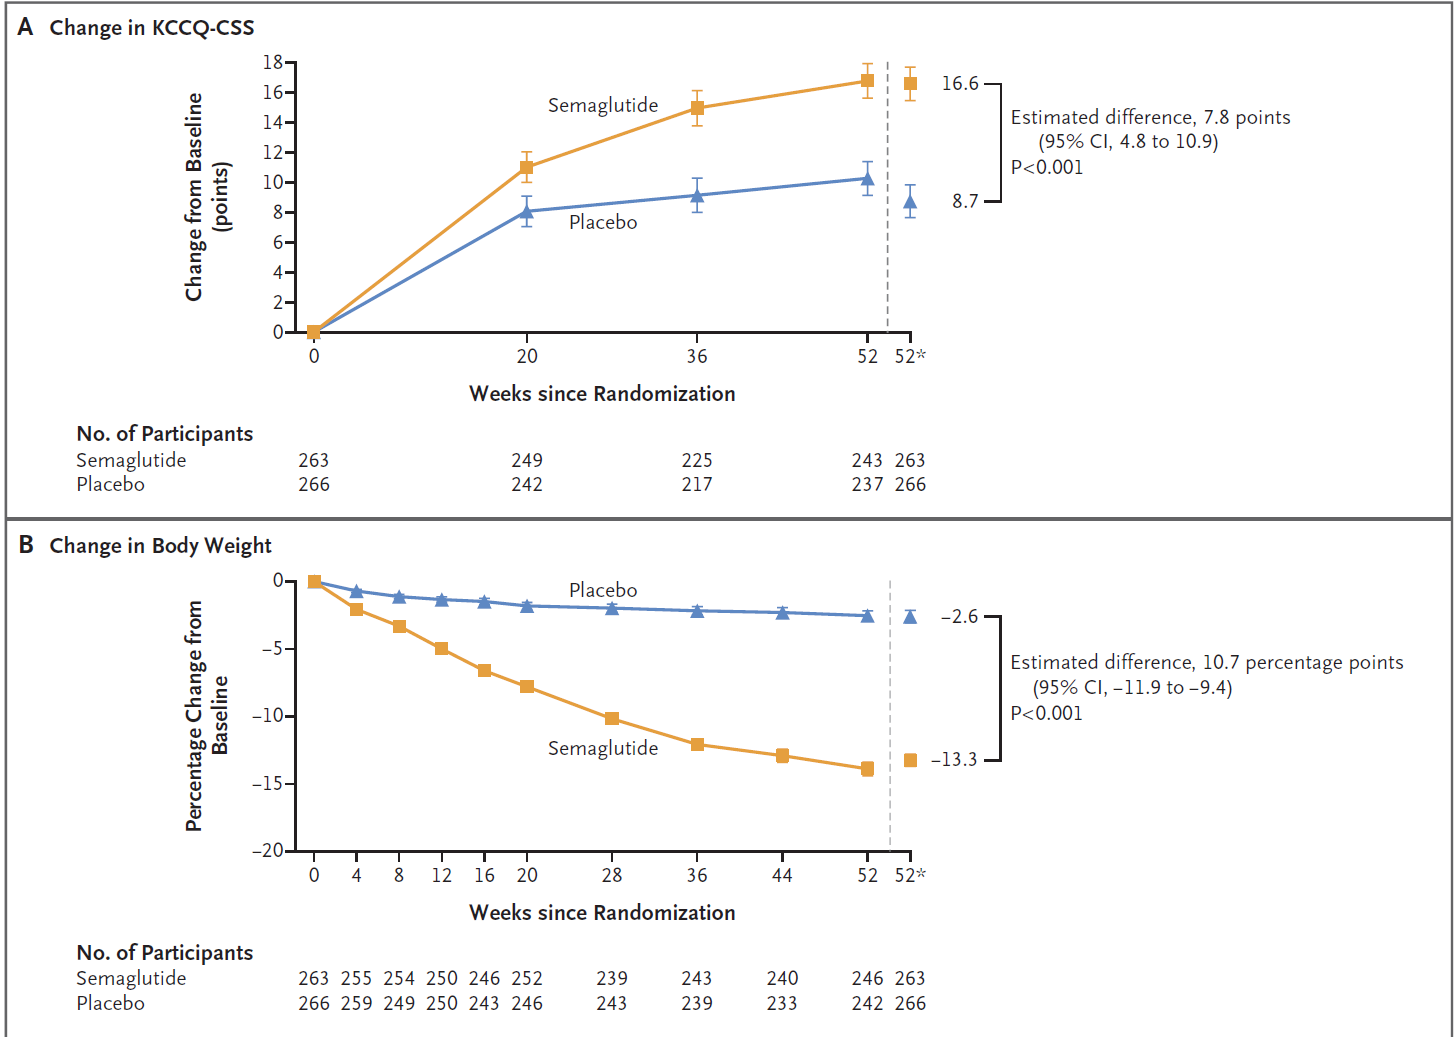 A Change in KCCQ-CSS
Change from Baseline
(points)
18
16
14
12
10
8
6
4
2
0
Semaglutide
Placebo
16.6
8.7
Estimated difference, 7.8 points
(95% CI, 4.8 to 10.9)
P<0.001
0 20 36 52 52*
Weeks since Randomization
No. of Participants
Semaglutide 263 249 225 243 263
Placebo 266 242 217 237 266
B Change in Body Weight
Percentage Change from
Baseline
0
−5
−10
−15
−20
Placebo
Semaglutide
−2.6
−13.3
Estimated difference, 10.7 percentage points
(95% CI, −11.9 to −9.4)
P<0.001
0 4 8 12 16 20 28 36 44 52 52*
Weeks since Randomization
No. of Participants
Semaglutide 263 255 254 250 246 252 239 243 240 246 263
Placebo 266 259 249 250 243 246 243 239 233 242 266